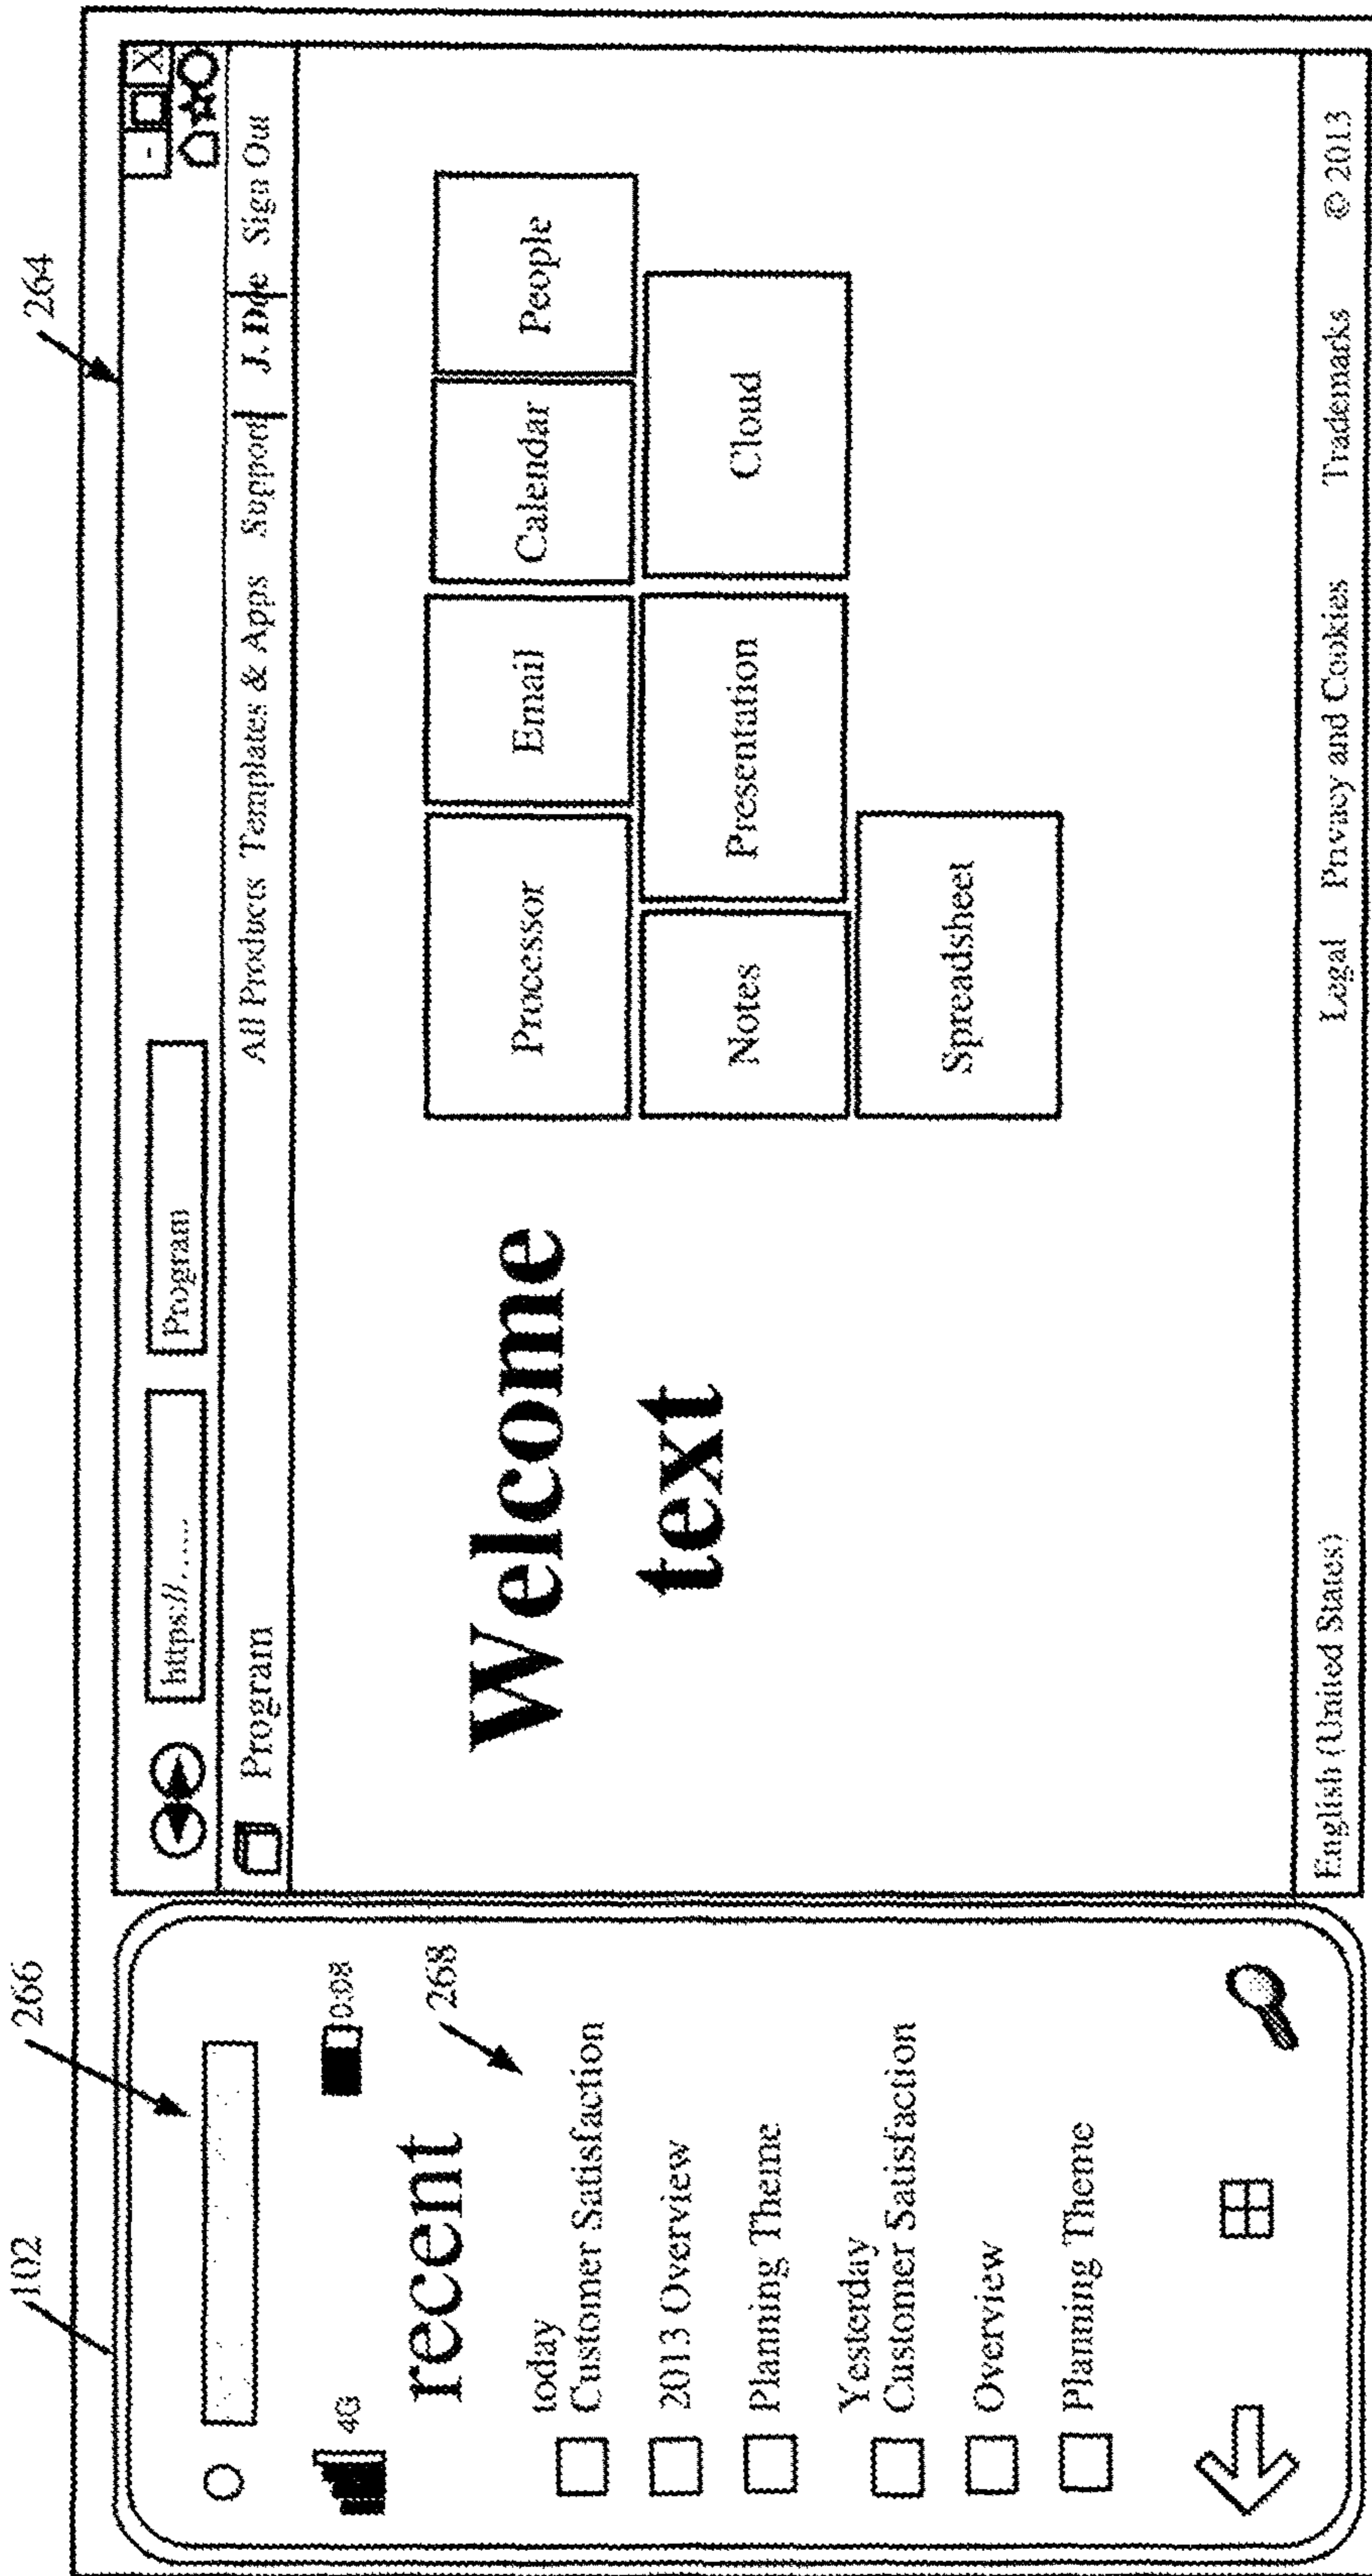 102
266
264
4G
0:08
recent
268
today
Customer Satisfaction
2013 Overview
Planning Theme
Yesterday
Customer Satisfaction
Overview
Planning Theme
- X
https://......
Program
Program
All Products Templates & Apps Support J. Doe Sign Out
Welcome
text
Processor
Email
Calendar
People
Notes
Presentation
Cloud
Spreadsheet
English (United States)
Legal
Privacy and Cookies
Trademarks
© 2013